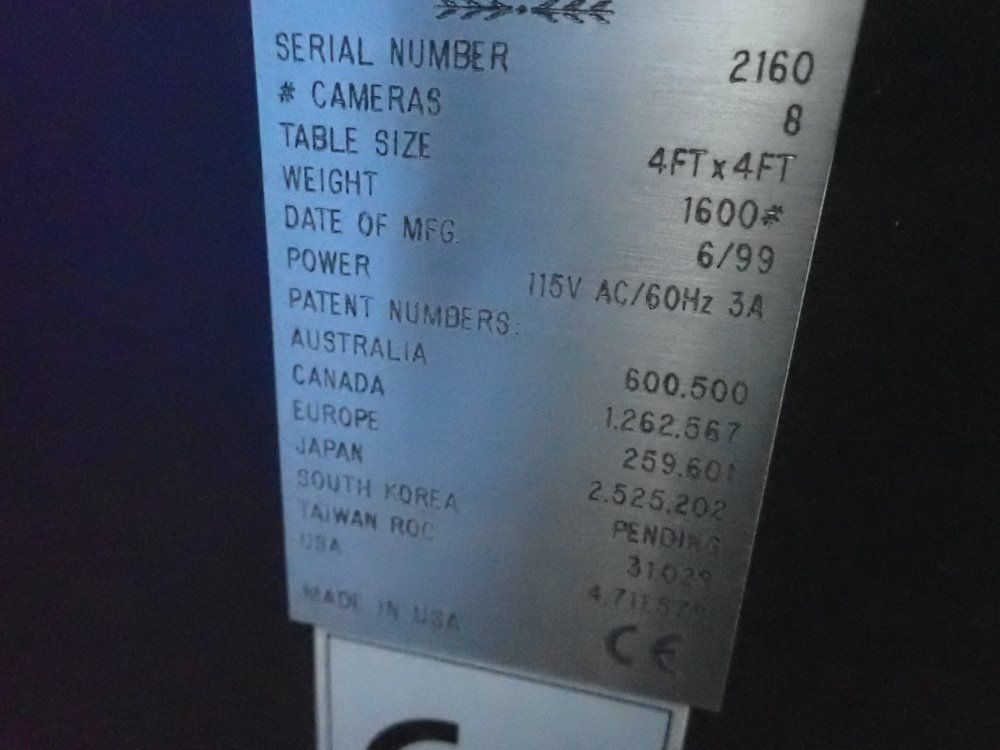 SERIAL NUMBER 2160
# CAMERAS 8
TABLE SIZE 4FT x 4FT
WEIGHT 1600#
DATE OF MFG. 6/99
POWER 115V AC/60Hz 3A
PATENT NUMBERS:
AUSTRALIA 600,500
CANADA 1,262,567
EUROPE 259,601
JAPAN 2,525,202
SOUTH KOREA PENDING
TAIWAN ROC 31029
USA
MADE IN USA CE